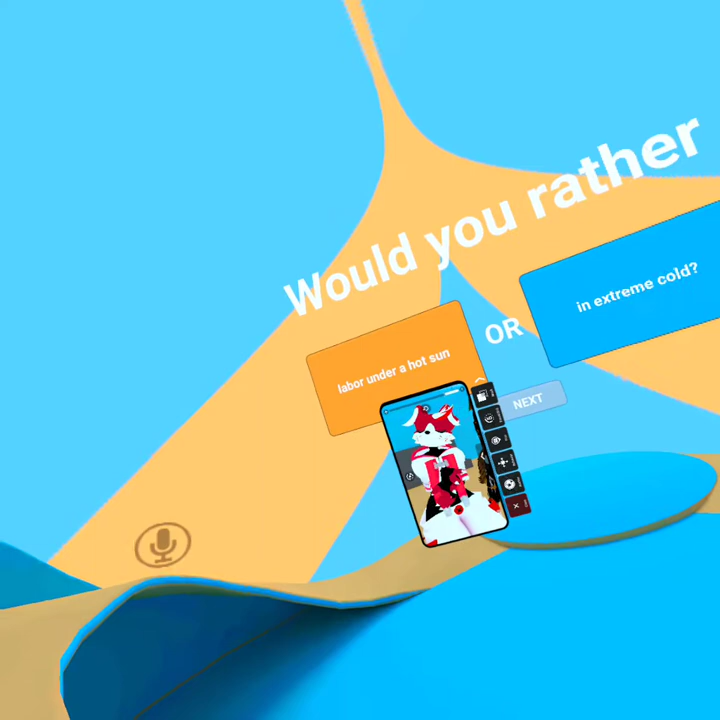 Would you rather
labor under a hot sun
OR
in extreme cold?
NEXT